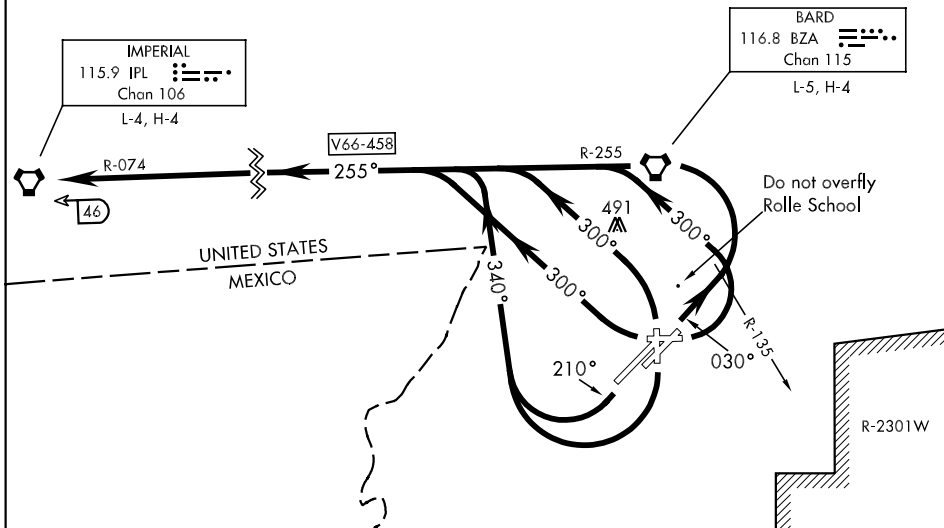 IMPERIAL
115.9 IPL
Chan 106
L-4, H-4
BARD
116.8 BZA
Chan 115
L-5, H-4
V66-458
R-074
255°
R-255
46
Do not overfly
Rolle School
491
300°
300°
300°
340°
UNITED STATES
MEXICO
R-135
210°
030°
R-2301W